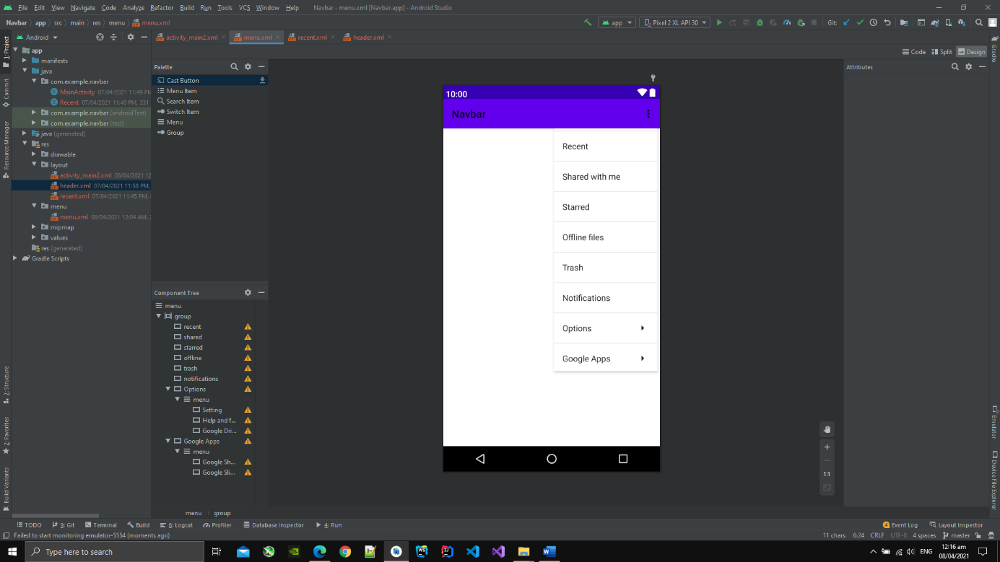 File Edit View Navigate Code Analyze Refactor Build Run Tools VCS Window Help Navbar - menu.xml [Navbar.app] - Android Studio
Navbar app src main res menu menu.xml app Pixel 2 XL API 30 Git:
Android activity_main2.xml menu.xml recent.xml header.xml
Code Split Design
1: Project
Commit
Resource Manager
Z: Structure
2: Favorites
Build Variants
app
manifests
java
com.example.navbar
MainActivity 07/04/2021 11:49 PM
Recent 07/04/2021 11:48 PM, 331
com.example.navbar (androidTest)
com.example.navbar (test)
java (generated)
res
drawable
layout
activity_main2.xml 08/04/2021 12
header.xml 07/04/2021 11:58 PM,
recent.xml 07/04/2021 11:45 PM,
menu
menu.xml 08/04/2021 12:04 AM,
mipmap
values
res (generated)
Gradle Scripts
Palette
Cast Button
Menu Item
Search Item
Switch Item
Menu
Group
Component Tree
menu
group
recent
shared
starred
offline
trash
notifications
Options
menu
Setting
Help and f...
Google Dri...
Google Apps
menu
Google Sh...
Google Sli...
10:00
Navbar
Recent
Shared with me
Starred
Offline files
Trash
Notifications
Options
Google Apps
1:1
Attributes
Gradle
Emulator
Device File Explorer
menu group
TODO 9: Git Terminal Build 6: Logcat Profiler Database Inspector 4: Run 4 Event Log Layout Inspector
Failed to start monitoring emulator-5554 (moments ago) 11 chars 6:24 CRLF UTF-8 4 spaces master
Type here to search ENG 12:16 am
08/04/2021